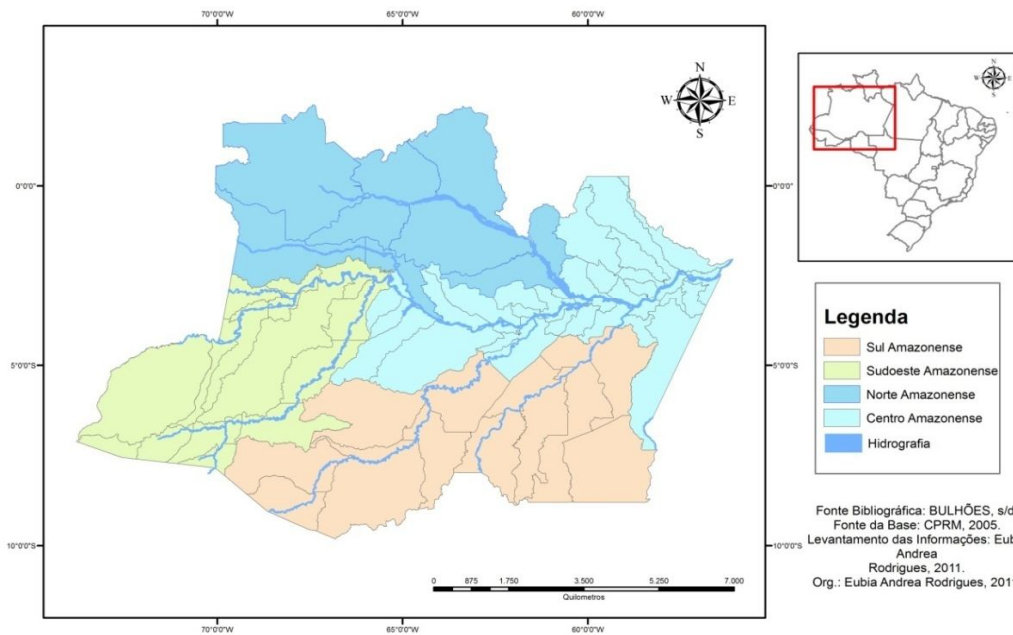 70°0'0"W 65°0'0"W 60°0'0"W
N
W E
S
N
W E
S
0°0'0" 0°0'0"
5°0'0"S 5°0'0"S
10°0'0"S 10°0'0"S
Legenda
Sul Amazonense
Sudoeste Amazonense
Norte Amazonense
Centro Amazonense
Hidrografia
Fonte Bibliográfica: BULHÕES, s/d
Fonte da Base: CPRM, 2005.
Levantamento das Informações: Eub
Andrea
Rodrigues, 2011.
Org.: Eubia Andrea Rodrigues, 201
0 875 1.750 3.500 5.250 7.000
Quilometros
70°0'0"W 65°0'0"W 60°0'0"W